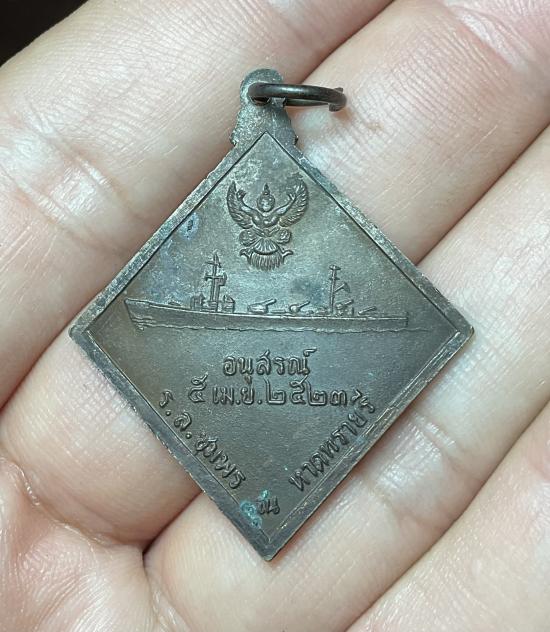 อนุสรณ์
๕ เม.ย. ๒๕๒๓
ร.ล.ชุมพร
ณ
หาดทรายรี